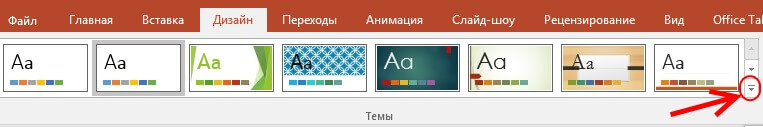 Главная Вставка Дизайн Переходы Анимация Слайд-шоу Рецензирование Вид Office Tab
Aa Aa Aa Aa Aa Aa Aa Aa
Темы